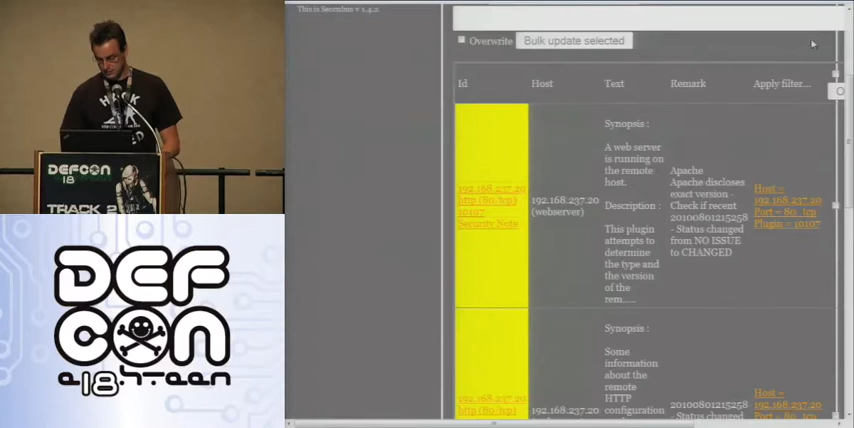 This is Seccubus v 1.4.2.
Overwrite Bulk update selected
Id Host Text Remark Apply filter...
192.168.237.20
http (80/tcp)
10107
Security Note
192.168.237.20
(webserver)
Synopsis :
A web server
is running on
the remote
host.
Description :
This plugin
attempts to
determine
the type and
the version
of the
rem.....
Apache
Apache discloses
exact version -
Check if recent
20100801215258
- Status changed
from NO ISSUE
to CHANGED
Host =
192.168.237.20
Port = 80_tcp
Plugin = 10107
192.168.237.20
http (80/tcp)
192.168.237.20
Synopsis :
Some
information
about the
remote
HTTP
configuration
20100801215258
- Status changed
Host =
192.168.237.20
Port = 80_tcp
HACK
DEFCON
18
TRACK 2
DEF
CON
e18hteen